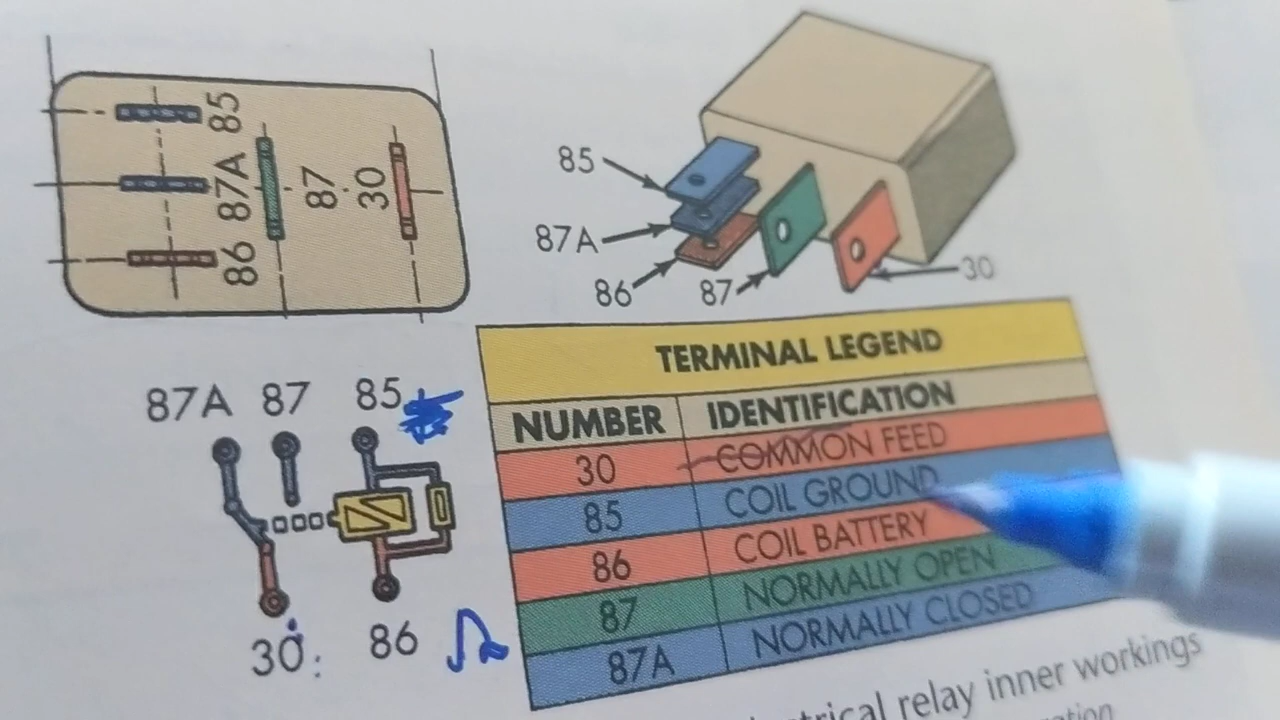 85
87A
86
87
30
85
87A
86
87
30
87A 87 85
30 86
TERMINAL LEGEND
NUMBER IDENTIFICATION
30 COMMON FEED
85 COIL GROUND
86 COIL BATTERY
87 NORMALLY OPEN
87A NORMALLY CLOSED
relay inner workings